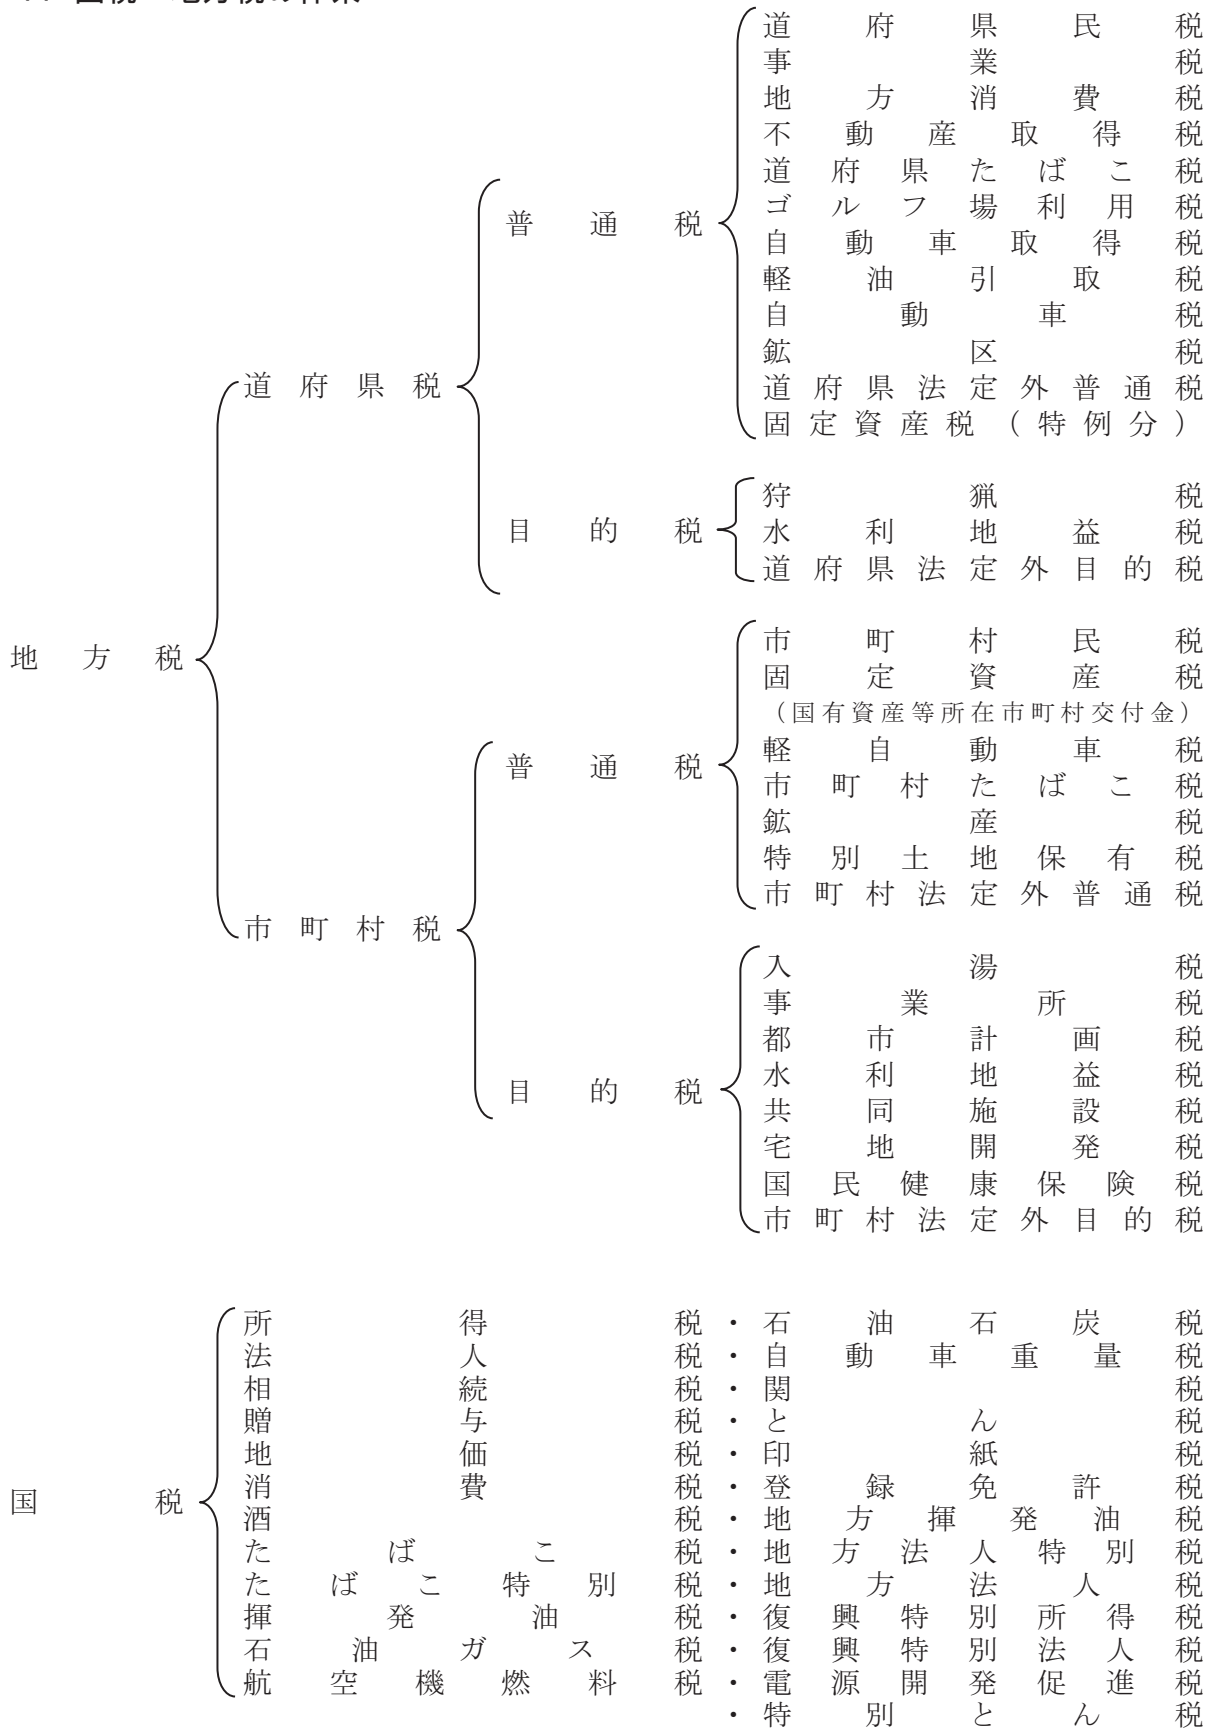 道府県民税
事業税
地方消費税
不動産取得税
道府県たばこ税
ゴルフ場利用税
普通税
自動車取得税
軽油引取税
自動車税
鉱区税
道府県税
道府県法定外普通税
固定資産税（特例分）
狩猟税
目的税
水利地益税
道府県法定外目的税
地方税
市町村民税
固定資産税
（国有資産等所在市町村交付金）
普通税
軽自動車税
市町村たばこ税
鉱産税
特別土地保有税
市町村法定外普通税
市町村税
入湯税
事業所税
都市計画税
水利地益税
目的税
共同施設税
宅地開発税
国民健康保険税
市町村法定外目的税
国税
所得税・石油石炭税
法人税・自動車重量税
相続税・関税
贈与税・とん税
地価税・印紙税
消費税・登録免許税
酒税・地方揮発油税
たばこ税・地方法人特別税
たばこ特別税・地方法人税
揮発油税・復興特別所得税
石油ガス税・復興特別法人税
航空機燃料税・電源開発促進税
・特別とん税